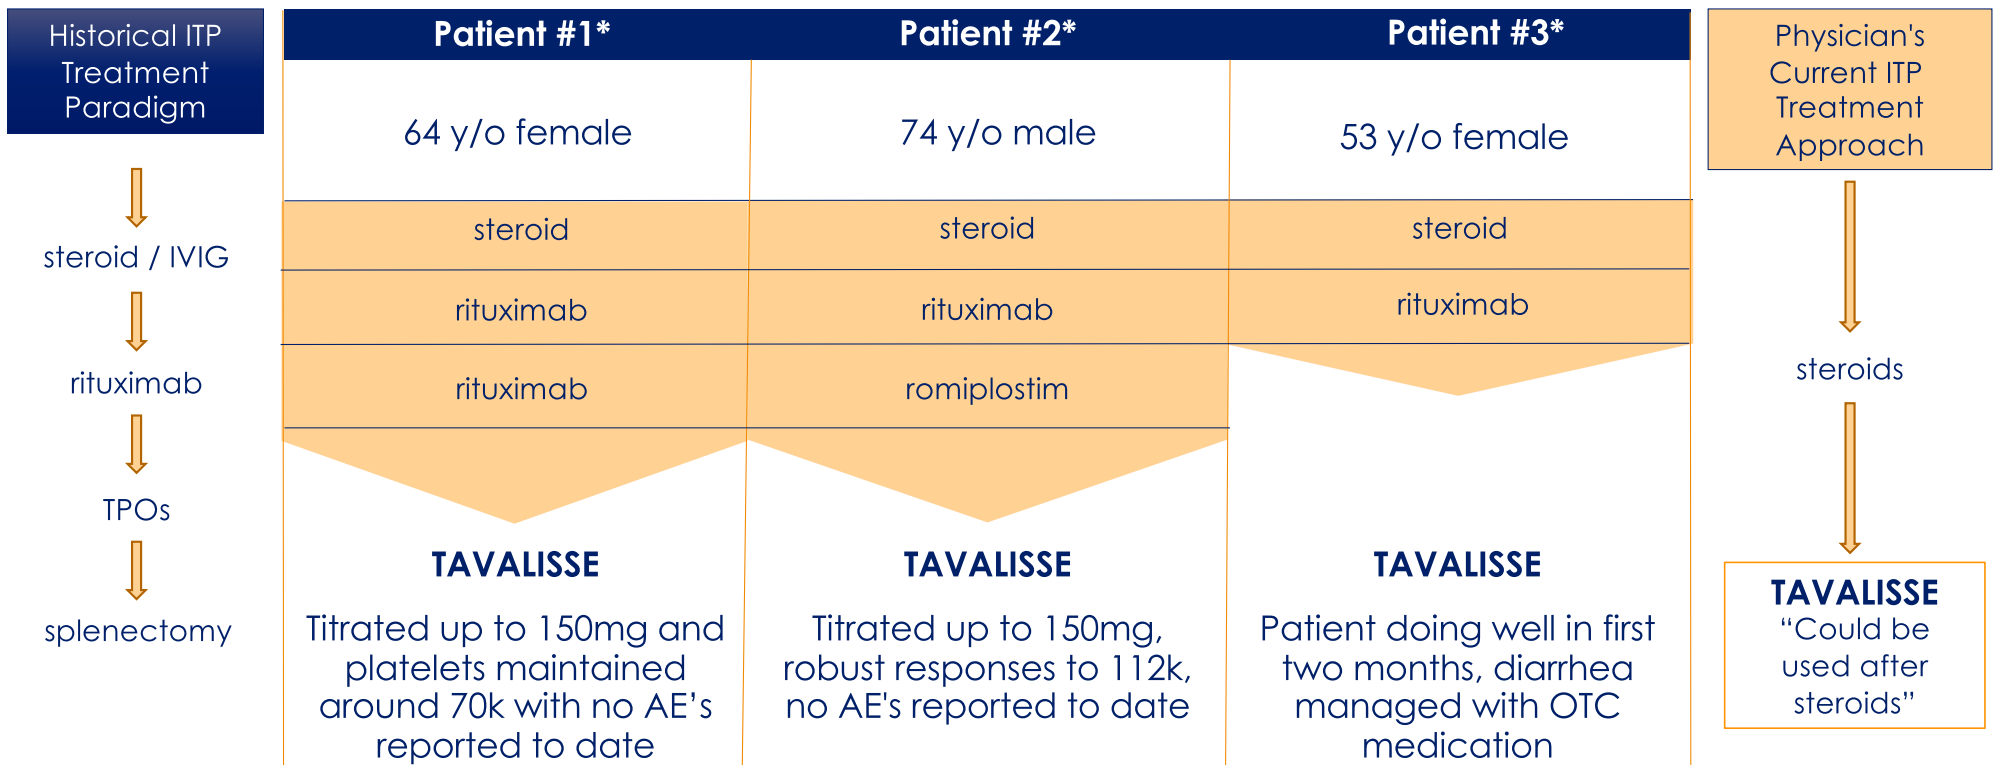 Historical ITP
Treatment
Paradigm
steroid / IVIG
rituximab
TPOs
splenectomy
Patient #1*
64 y/o female
steroid
rituximab
rituximab
TAVALISSE
Titrated up to 150mg and
platelets maintained
around 70k with no AE’s
reported to date
Patient #2*
74 y/o male
steroid
rituximab
romiplostim
TAVALISSE
Titrated up to 150mg,
robust responses to 112k,
no AE's reported to date
Patient #3*
53 y/o female
steroid
rituximab
TAVALISSE
Patient doing well in first
two months, diarrhea
managed with OTC
medication
Physician's
Current ITP
Treatment
Approach
steroids
TAVALISSE
“Could be
used after
steroids”